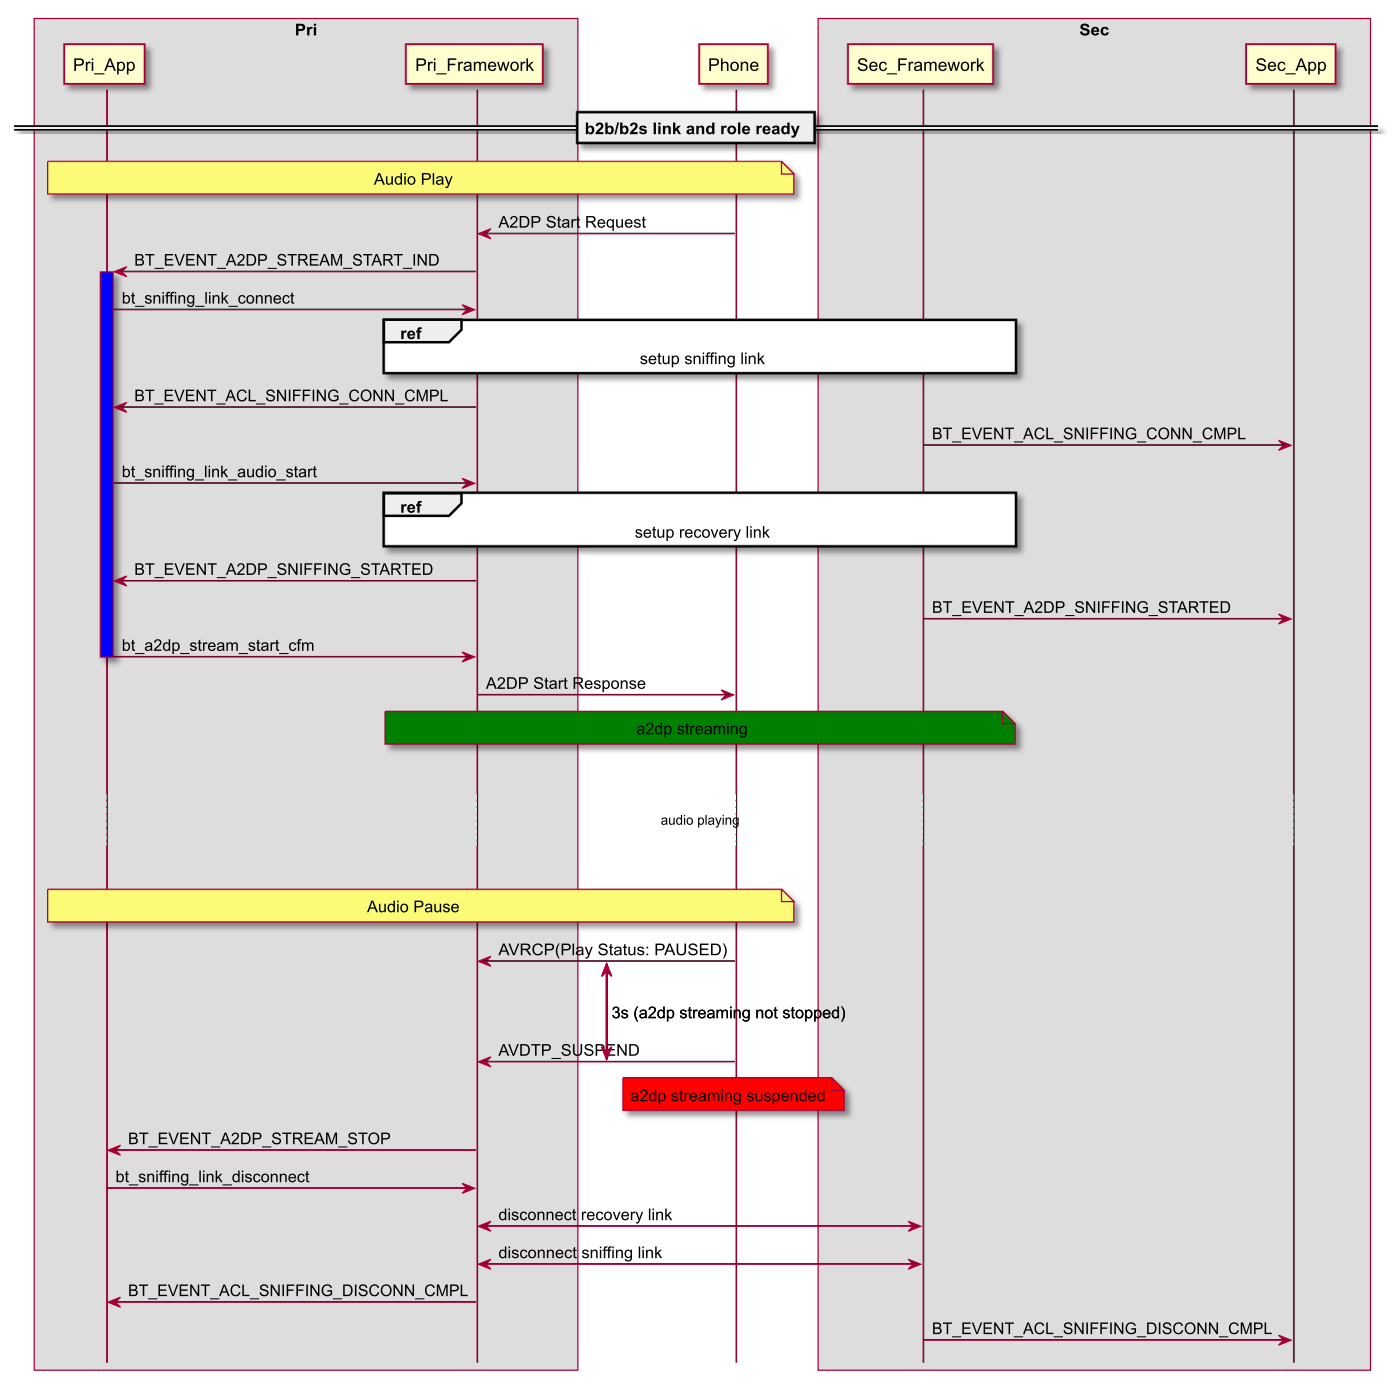 Pri
Sec
Pri_App
Pri_Framework
Phone
Sec_Framework
Sec_App
b2b/b2s link and role ready
Audio Play
A2DP Start Request
BT_EVENT_A2DP_STREAM_START_IND
bt_sniffing_link_connect
ref
setup sniffing link
BT_EVENT_ACL_SNIFFING_CONN_CMPL
BT_EVENT_ACL_SNIFFING_CONN_CMPL
bt_sniffing_link_audio_start
ref
setup recovery link
BT_EVENT_A2DP_SNIFFING_STARTED
BT_EVENT_A2DP_SNIFFING_STARTED
bt_a2dp_stream_start_cfm
A2DP Start Response
a2dp streaming
audio playing
Audio Pause
AVRCP(Play Status: PAUSED)
3s (a2dp streaming not stopped)
AVDTP_SUSPEND
a2dp streaming suspended
BT_EVENT_A2DP_STREAM_STOP
bt_sniffing_link_disconnect
disconnect recovery link
disconnect sniffing link
BT_EVENT_ACL_SNIFFING_DISCONN_CMPL
BT_EVENT_ACL_SNIFFING_DISCONN_CMPL